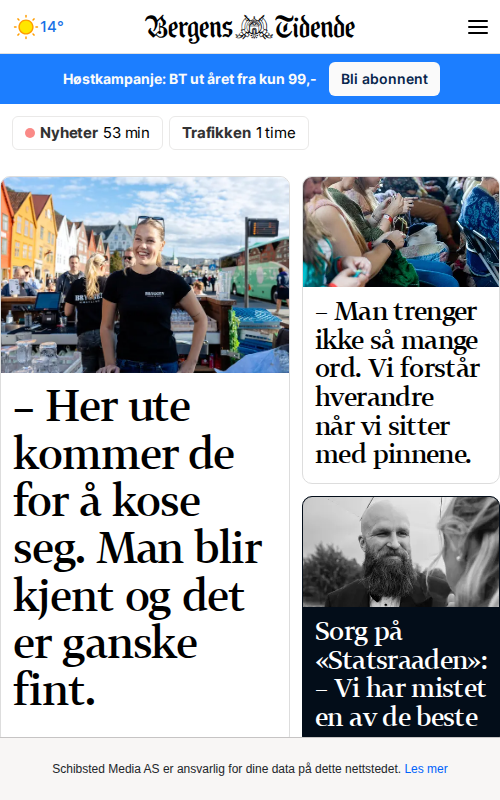 14°
Bergens Tidende
Høstkampanje: BT ut året fra kun 99,-
Bli abonnent
Nyheter 53 min
Trafikken 1 time
– Her ute
kommer de
for å kose
seg. Man blir
kjent og det
er ganske
fint.
– Man trenger
ikke så mange
ord. Vi forstår
hverandre
når vi sitter
med pinnene.
Sorg på
«Statsraaden»:
– Vi har mistet
en av de beste
Schibsted Media AS er ansvarlig for dine data på dette nettstedet. Les mer